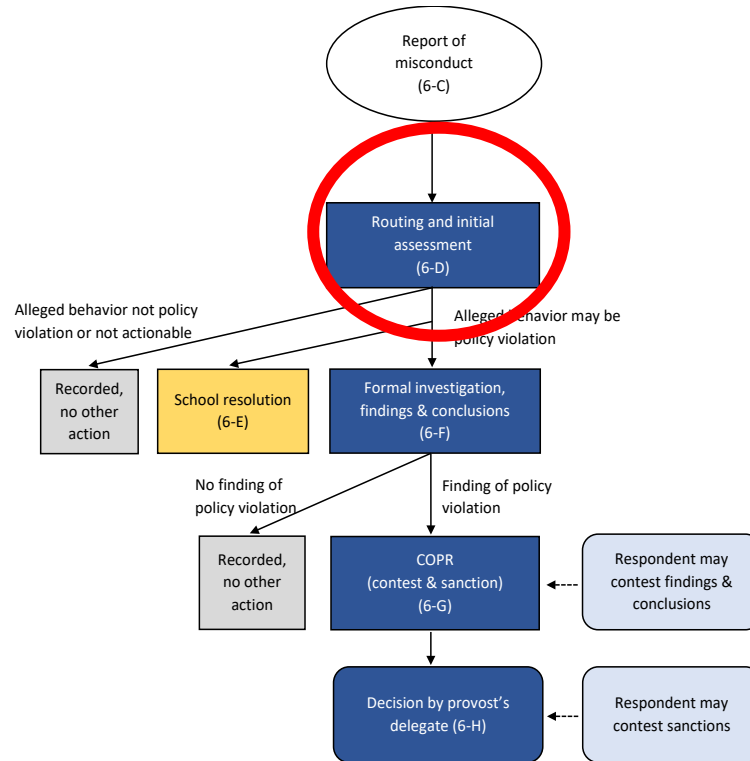 Report of
misconduct
(6-C)
Routing and initial
assessment
(6-D)
Alleged behavior not policy
violation or not actionable
Alleged behavior may be
policy violation
Recorded,
no other
action
School resolution
(6-E)
Formal investigation,
findings & conclusions
(6-F)
No finding of
policy violation
Finding of policy
violation
Recorded,
no other
action
COPR
(contest & sanction)
(6-G)
Respondent may
contest findings &
conclusions
Decision by provost’s
delegate (6-H)
Respondent may
contest sanctions